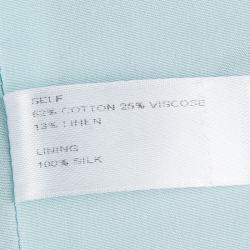 SELF
62% COTTON 25% VISCOSE
13% LINEN
LINING
100% SILK